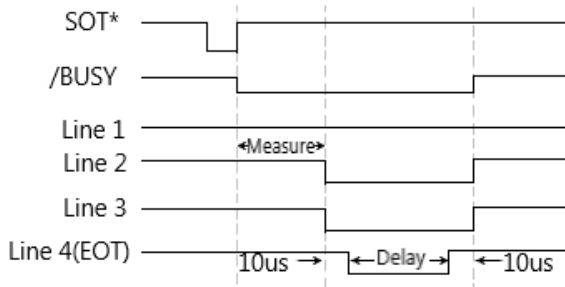 SOT*
/BUSY
Line 1
Measure
Line 2
Line 3
Line 4(EOT)
10us
Delay
10us